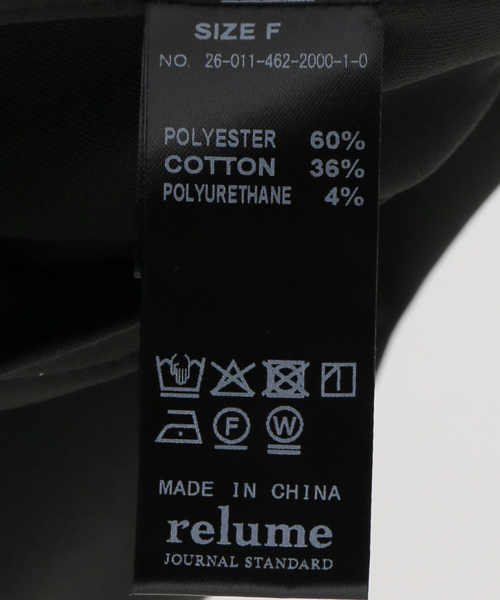 SIZE F
NO. 26-011-462-2000-1-0
POLYESTER 60%
COTTON 36%
POLYURETHANE 4%
F W
MADE IN CHINA
relume
JOURNAL STANDARD